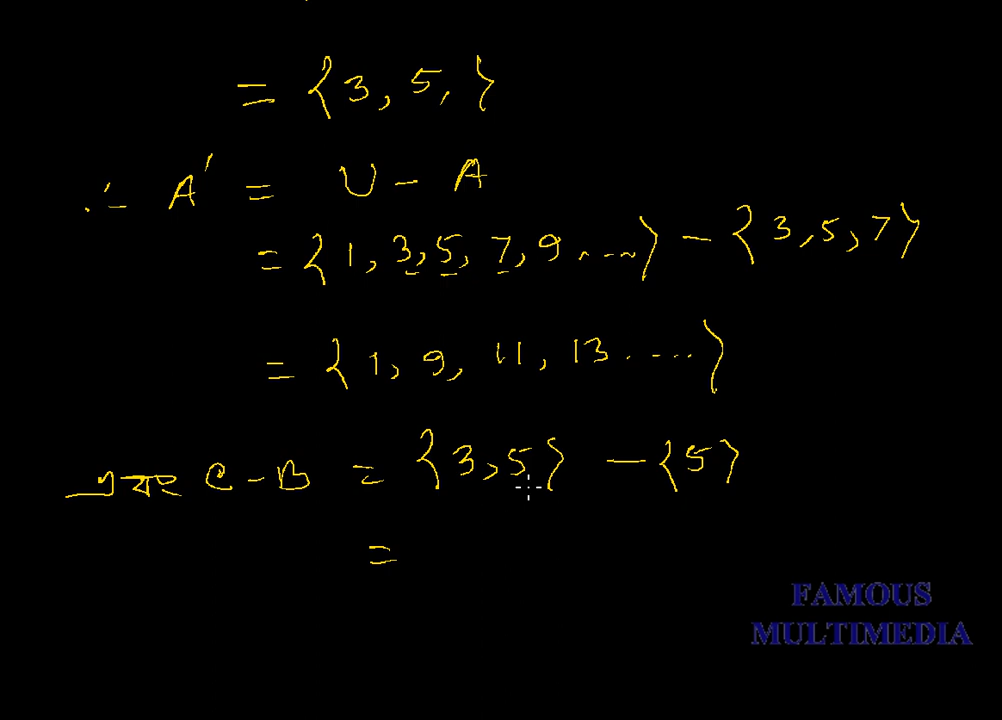 = {3, 5, }
∴ A' = U - A
= {1, 3, 5, 7, 9, .....} - {3, 5, 7}
= {1, 9, 11, 13.....}
এবং C - B = {3, 5} - {5}
=
FAMOUS
MULTIMEDIA